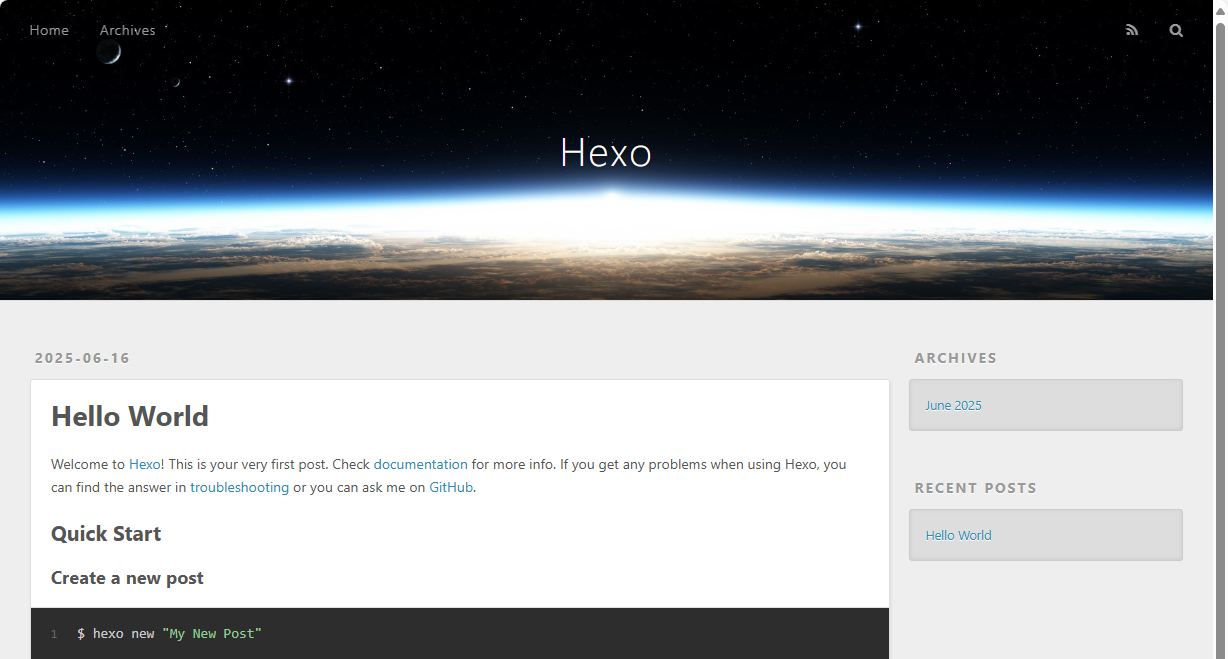 Home Archives
Hexo
2025-06-16
Hello World
Welcome to Hexo! This is your very first post. Check documentation for more info. If you get any problems when using Hexo, you
can find the answer in troubleshooting or you can ask me on GitHub.
Quick Start
Create a new post
1 $ hexo new "My New Post"
ARCHIVES
June 2025
RECENT POSTS
Hello World